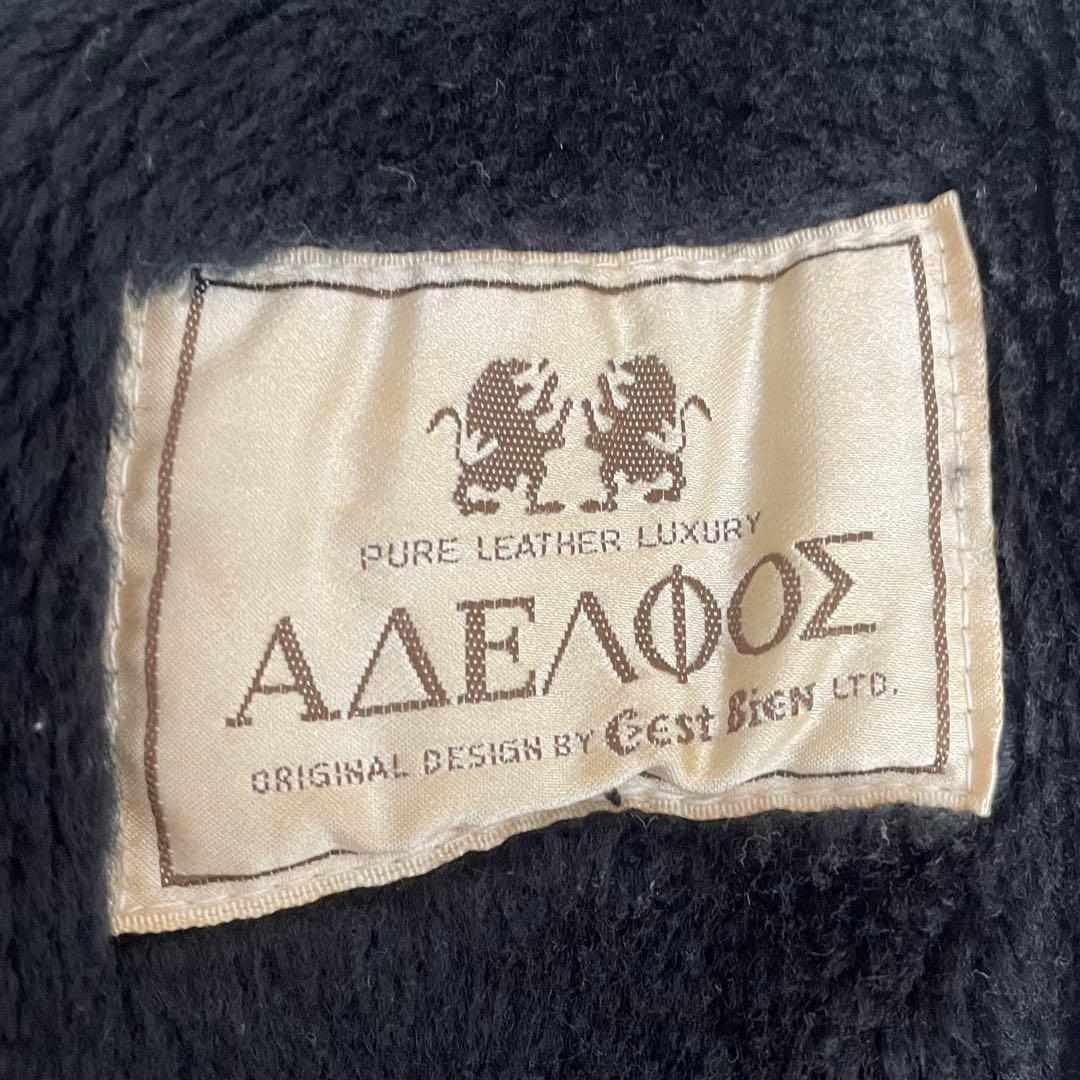 PURE LEATHER LUXURY
ΑΔΕΛΦΟΣ
ORIGINAL DESIGN BY Cest Bien LTD.